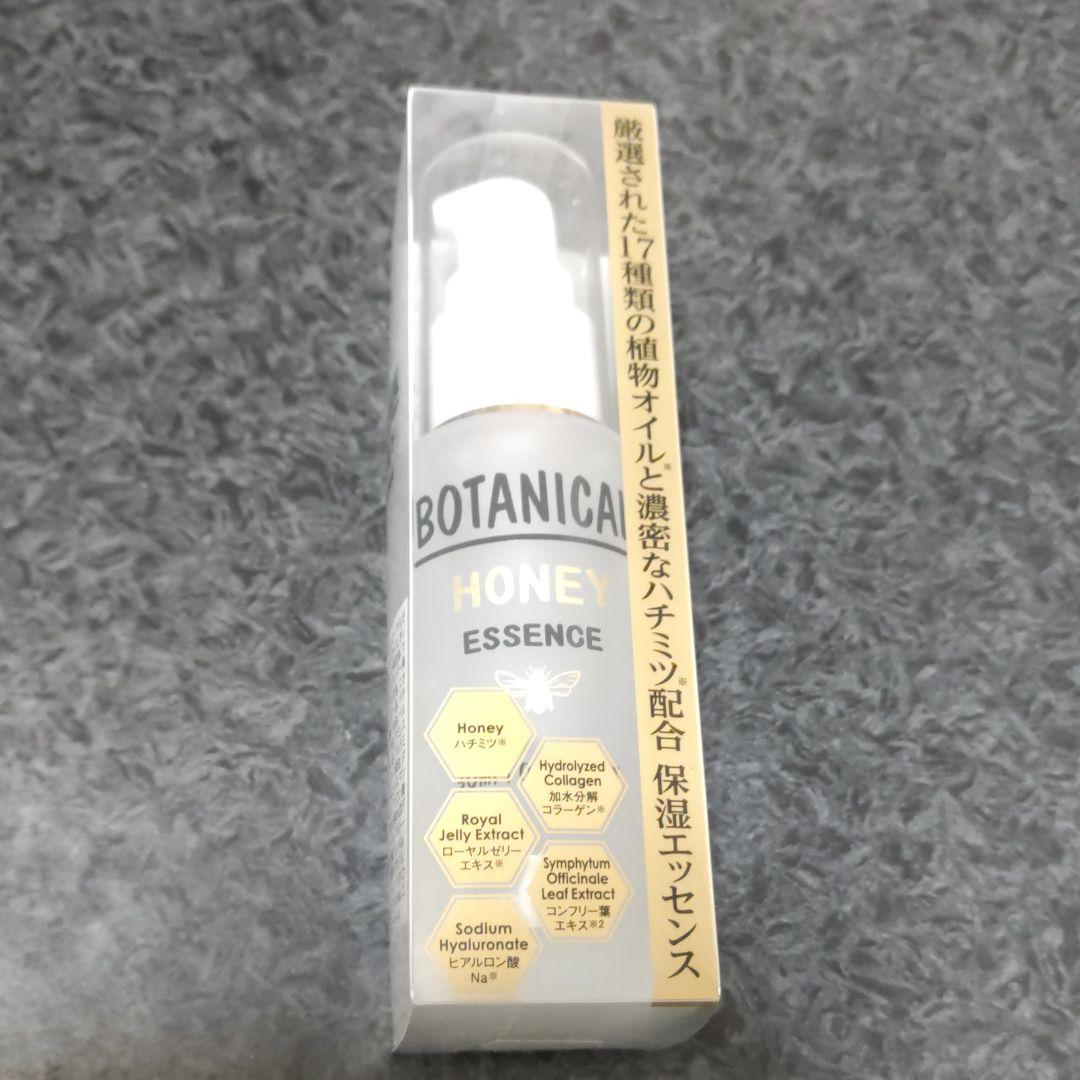 厳選された17種類の植物オイル※と濃密なハチミツ※配合 保湿エッセンス
BOTANICAL
HONEY
ESSENCE
Honey
ハチミツ※
Hydrolyzed
Collagen
加水分解
コラーゲン※
Royal
Jelly Extract
ローヤルゼリー
エキス※
Symphytum
Officinale
Leaf Extract
コンフリー葉
エキス※2
Sodium
Hyaluronate
ヒアルロン酸
Na※